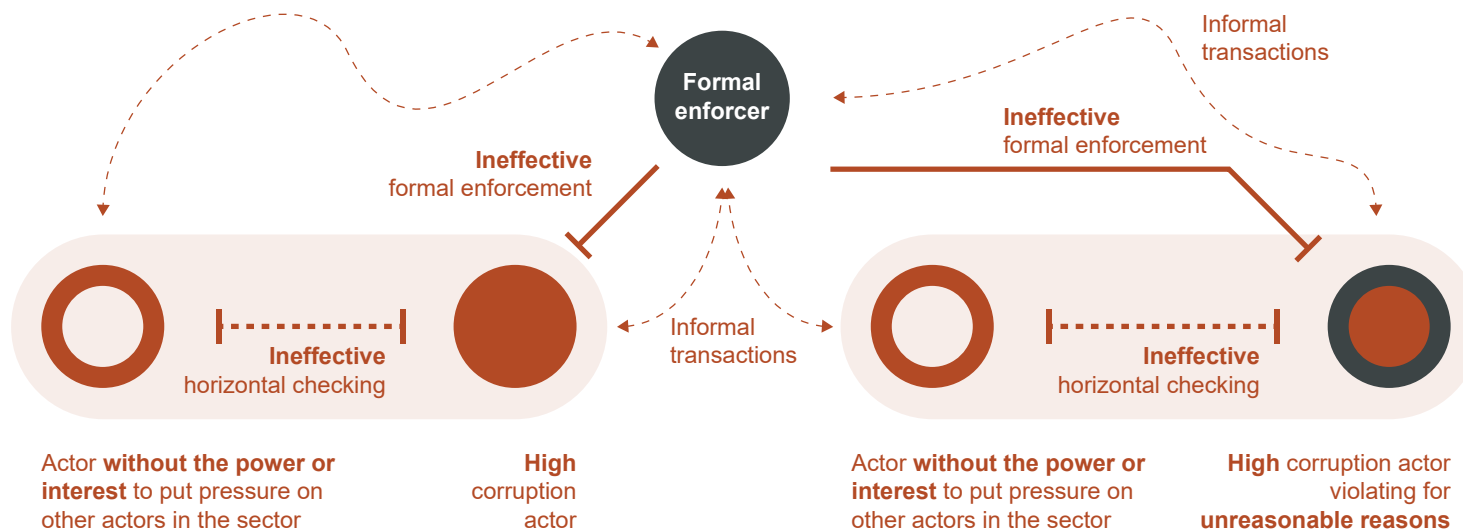 Informal
transactions
Formal
enforcer
Ineffective
formal enforcement
Ineffective
formal enforcement
Informal
transactions
Ineffective
horizontal checking
Ineffective
horizontal checking
Actor without the power or
interest to put pressure on
other actors in the sector
High
corruption
actor
Actor without the power or
interest to put pressure on
other actors in the sector
High corruption actor
violating for
unreasonable reasons